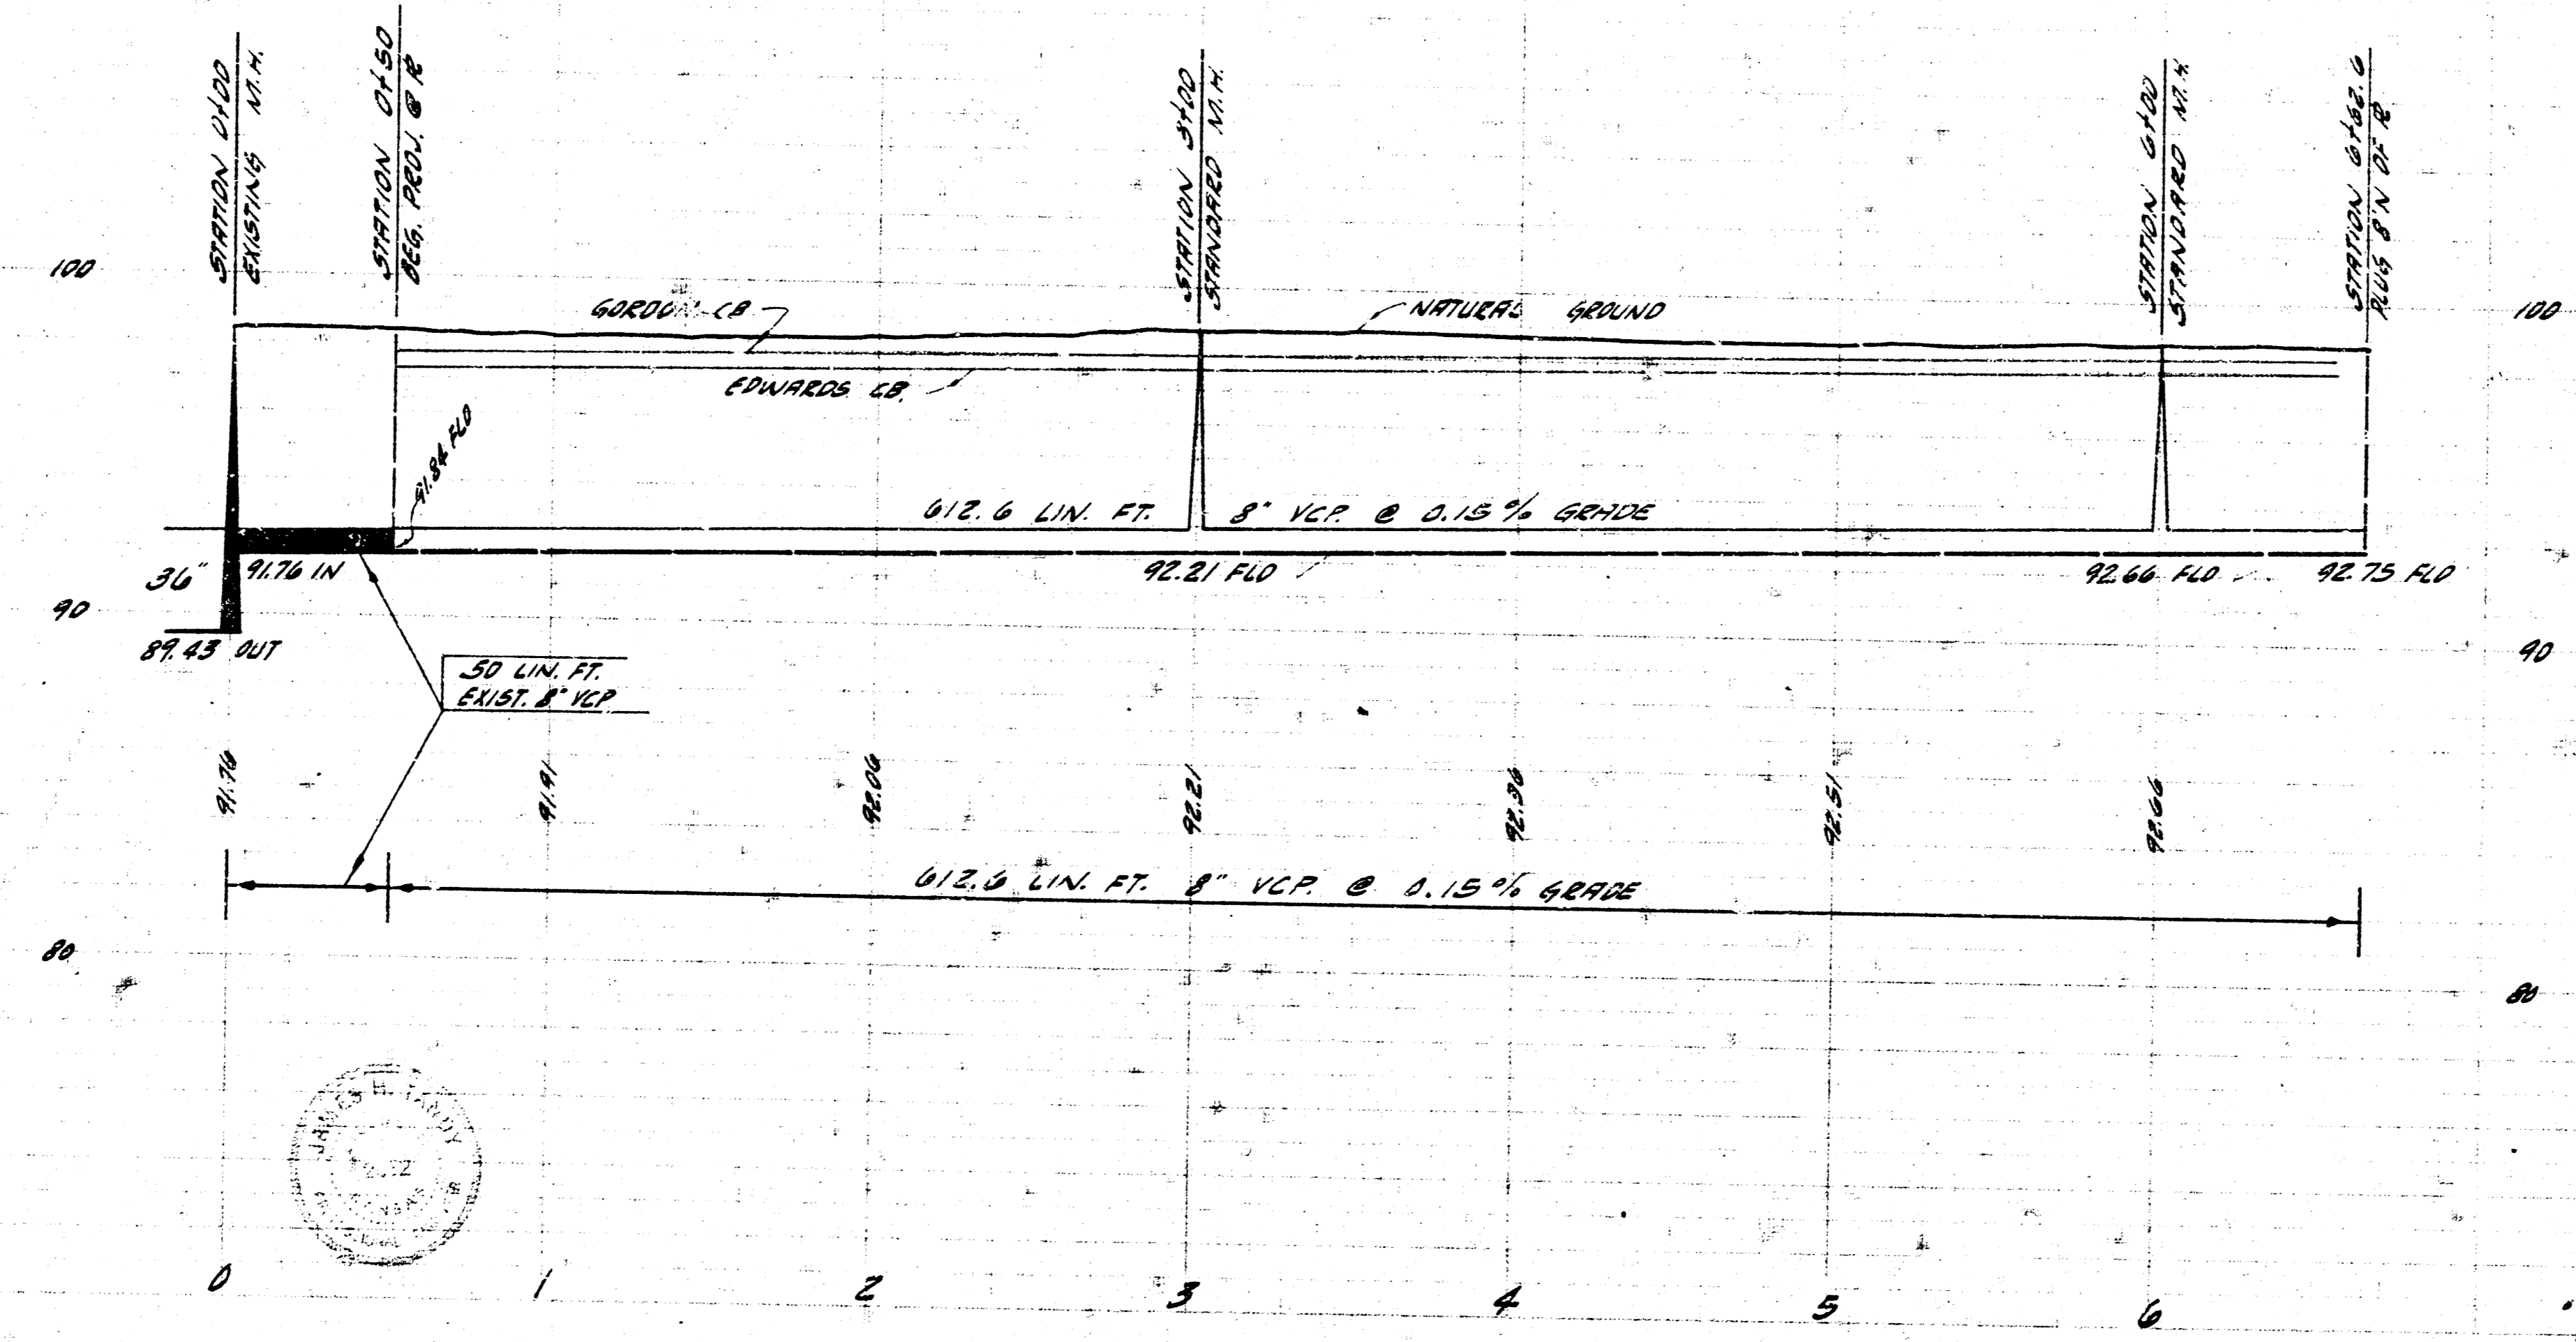 STATION 0+00
EXISTING M.H.
STATION 0+50
BEG. PROJ. @ PL
STATION 3+00
STANDARD M.H.
STATION 6+00
STANDARD M.H.
STATION 6+62.6
PLUG 8' N OF PL
100
100
GORDON CB
NATURAL GROUND
EDWARDS CB.
91.84 FLO
612.6 LIN. FT. 8" VCP. @ 0.15% GRADE
36"
91.76 IN
92.21 FLO
92.66 FLO
92.75 FLO
90
90
89.43 OUT
50 LIN. FT.
EXIST. 8" VCP
91.76
91.91
92.06
92.21
92.36
92.51
92.66
612.6 LIN. FT. 8" VCP. @ 0.15% GRADE
80
80
JAMES H.
0
1
2
3
4
5
6